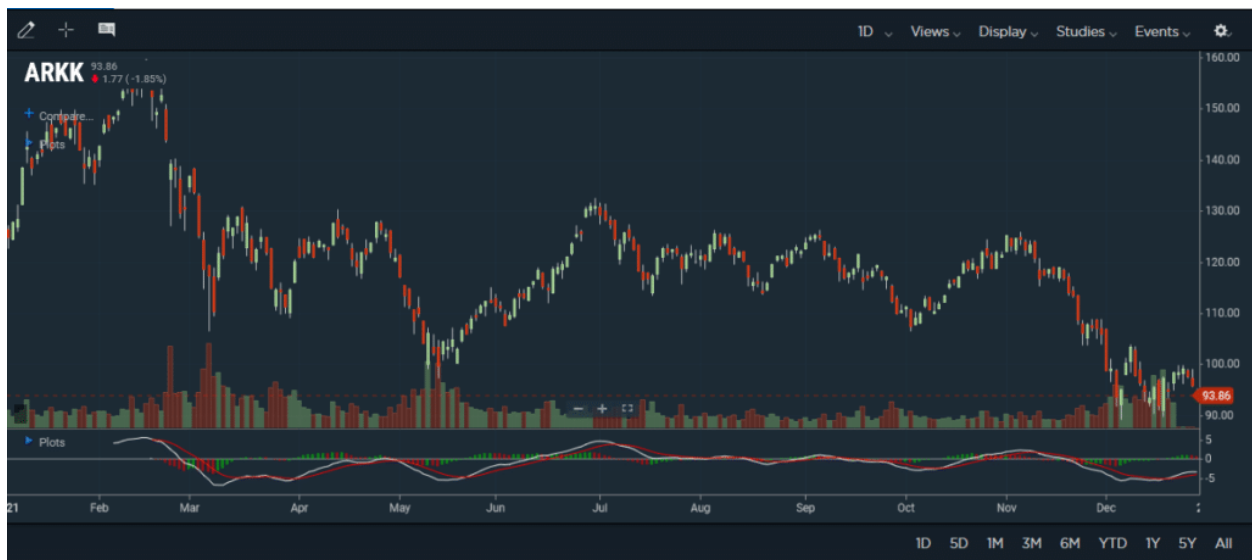 1D Views Display Studies Events
ARKK 93.86
1.77 (-1.85%)
Compare...
Plots
160.00
150.00
140.00
130.00
120.00
110.00
100.00
93.86
90.00
Plots
5
0
-5
21 Feb Mar Apr May Jun Jul Aug Sep Oct Nov Dec
1D 5D 1M 3M 6M YTD 1Y 5Y All